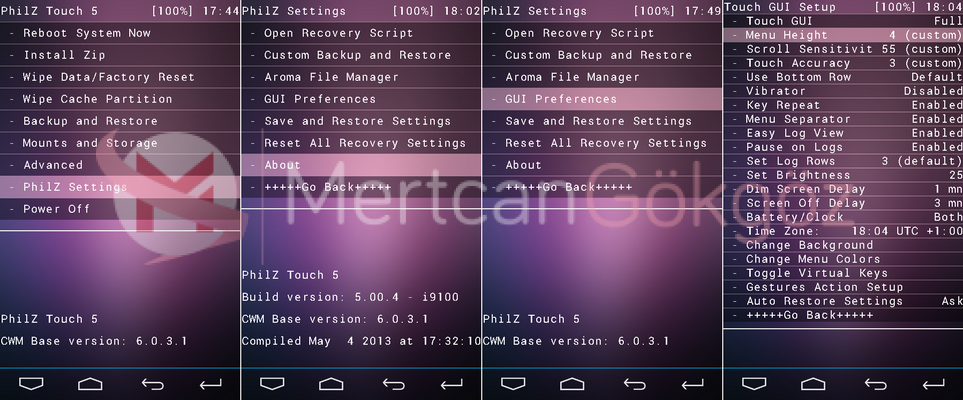 PhilZ Touch 5 [100%] 17:44
- Reboot System Now
- Install Zip
- Wipe Data/Factory Reset
- Wipe Cache Partition
- Backup and Restore
- Mounts and Storage
- Advanced
- PhilZ Settings
- Power Off
PhilZ Touch 5
CWM Base version: 6.0.3.1
PhilZ Settings [100%] 18:02
- Open Recovery Script
- Custom Backup and Restore
- Aroma File Manager
- GUI Preferences
- Save and Restore Settings
- Reset All Recovery Settings
- About
- +++++Go Back+++++
PhilZ Touch 5
Build version: 5.00.4 - i9100
CWM Base version: 6.0.3.1
Compiled May 4 2013 at 17:32:10
PhilZ Settings [100%] 17:49
- Open Recovery Script
- Custom Backup and Restore
- Aroma File Manager
- GUI Preferences
- Save and Restore Settings
- Reset All Recovery Settings
- About
- +++++Go Back+++++
PhilZ Touch 5
CWM Base version: 6.0.3.1
Touch GUI Setup [100%] 18:04
- Touch GUI Full
- Menu Height 4 (custom)
- Scroll Sensitivit 55 (custom)
- Touch Accuracy 3 (custom)
- Use Bottom Row Default
- Vibrator Disabled
- Key Repeat Enabled
- Menu Separator Enabled
- Easy Log View Enabled
- Pause on Logs Enabled
- Set Log Rows 3 (default)
- Set Brightness 25
- Dim Screen Delay 1 mn
- Screen Off Delay 3 mn
- Battery/Clock Both
- Time Zone: 18:04 UTC +1:00
- Change Background
- Change Menu Colors
- Toggle Virtual Keys
- Gestures Action Setup
- Auto Restore Settings Ask
- +++++Go Back+++++